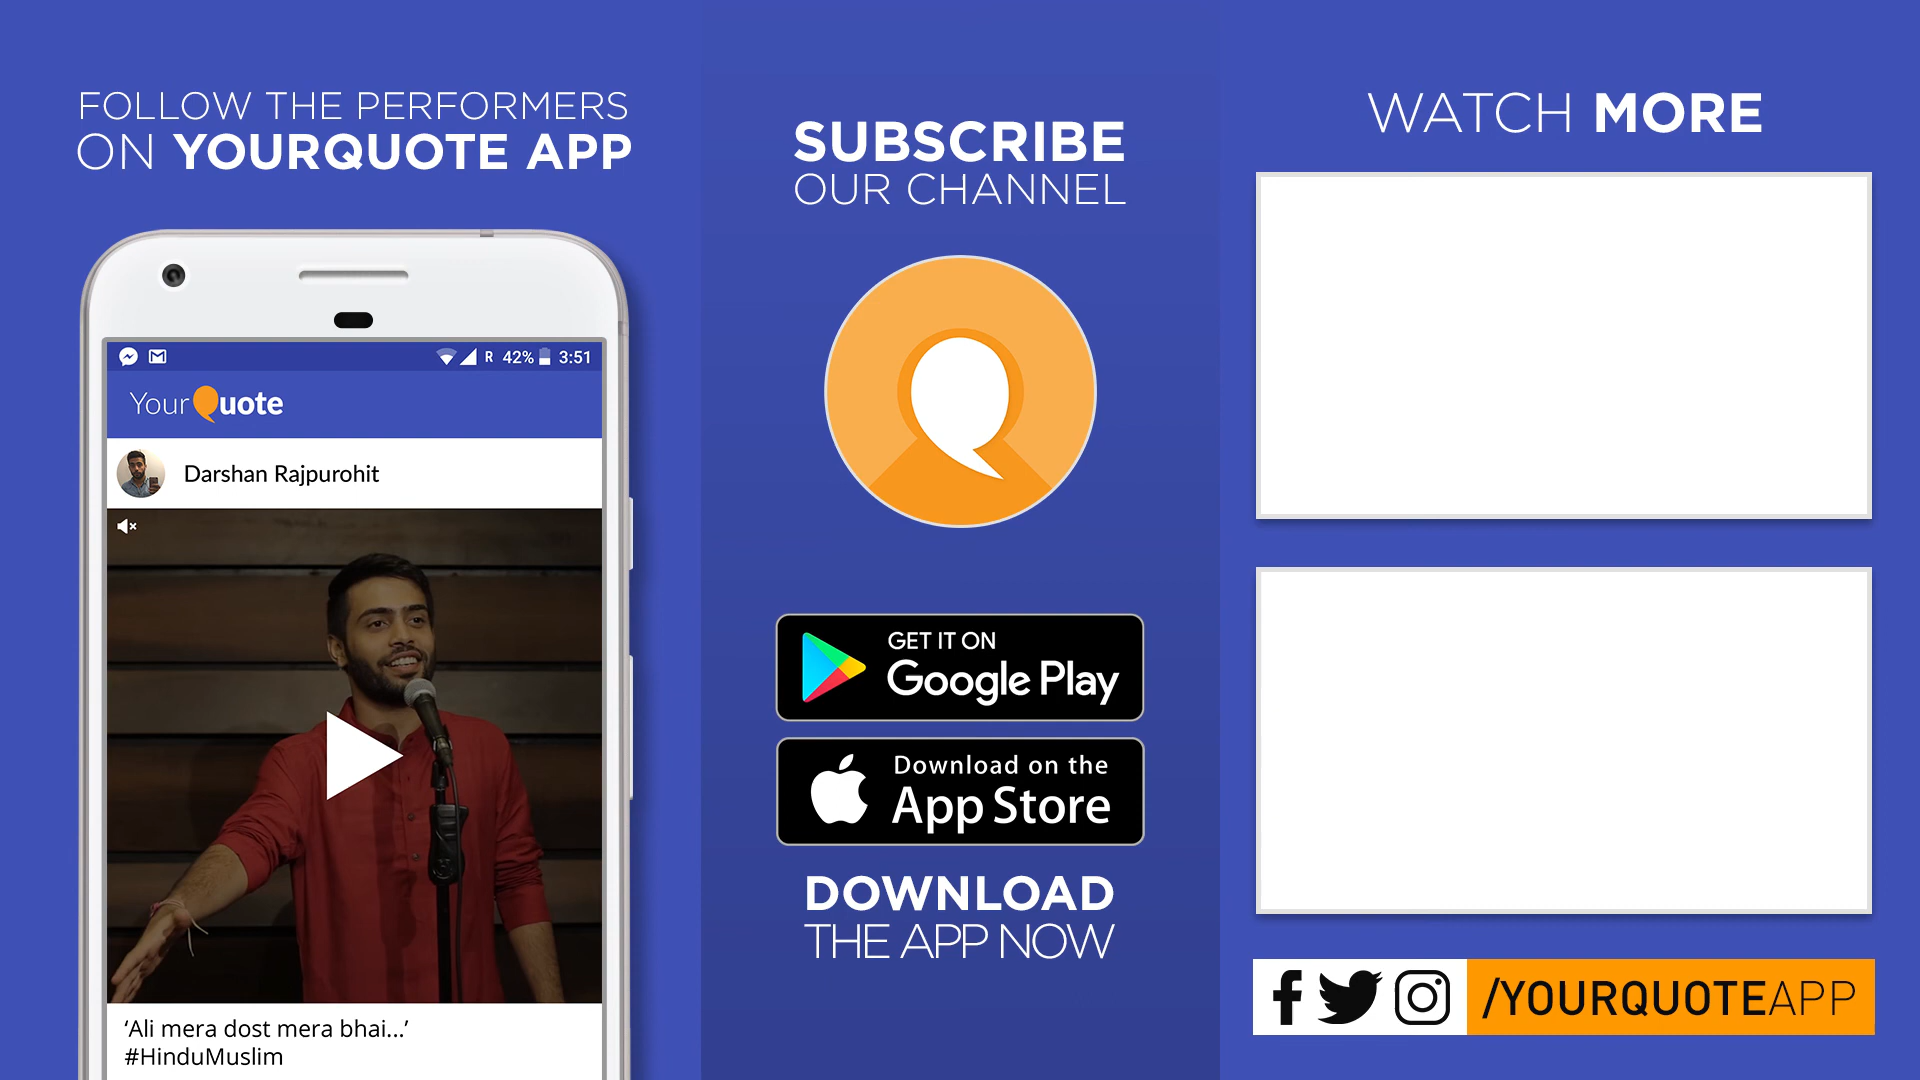 FOLLOW THE PERFORMERS
ON YOURQUOTE APP
R 42% 3:51
YourQuote
Darshan Rajpurohit
‘Ali mera dost mera bhai...’
#HinduMuslim
SUBSCRIBE
OUR CHANNEL
GET IT ON
Google Play
Download on the
App Store
DOWNLOAD
THE APP NOW
WATCH MORE
/YOURQUOTEAPP